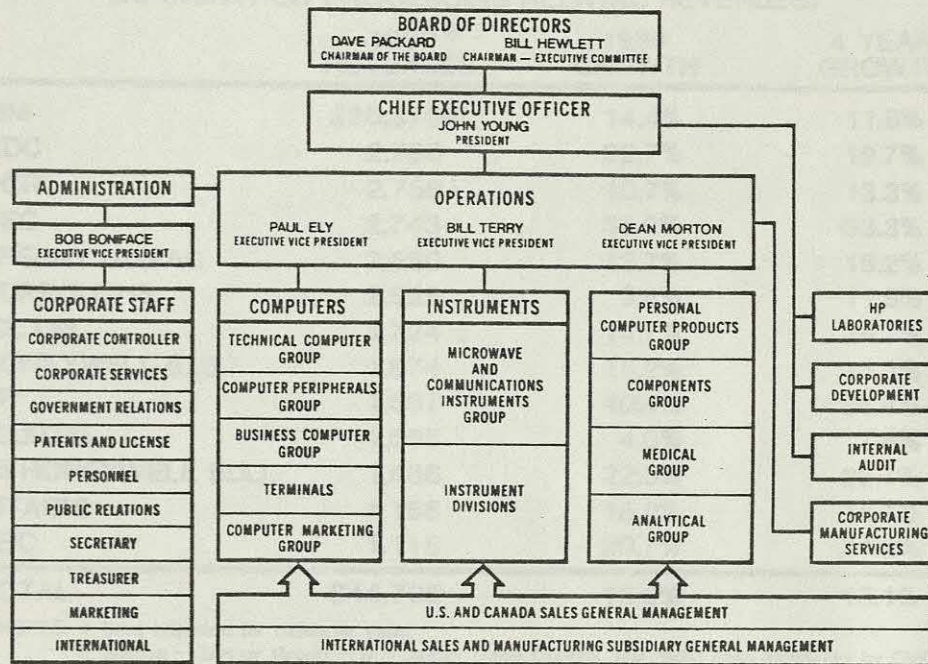 BOARD OF DIRECTORS
DAVE PACKARD
CHAIRMAN OF THE BOARD
BILL HEWLETT
CHAIRMAN — EXECUTIVE COMMITTEE
CHIEF EXECUTIVE OFFICER
JOHN YOUNG
PRESIDENT
ADMINISTRATION
BOB BONIFACE
EXECUTIVE VICE PRESIDENT
OPERATIONS
PAUL ELY
EXECUTIVE VICE PRESIDENT
BILL TERRY
EXECUTIVE VICE PRESIDENT
DEAN MORTON
EXECUTIVE VICE PRESIDENT
CORPORATE STAFF
CORPORATE CONTROLLER
CORPORATE SERVICES
GOVERNMENT RELATIONS
PATENTS AND LICENSE
PERSONNEL
PUBLIC RELATIONS
SECRETARY
TREASURER
MARKETING
INTERNATIONAL
COMPUTERS
TECHNICAL COMPUTER
GROUP
COMPUTER PERIPHERALS
GROUP
BUSINESS COMPUTER
GROUP
TERMINALS
COMPUTER MARKETING
GROUP
INSTRUMENTS
MICROWAVE
AND
COMMUNICATIONS
INSTRUMENTS
GROUP
INSTRUMENT
DIVISIONS
PERSONAL
COMPUTER PRODUCTS
GROUP
COMPONENTS
GROUP
MEDICAL
GROUP
ANALYTICAL
GROUP
HP
LABORATORIES
CORPORATE
DEVELOPMENT
INTERNAL
AUDIT
CORPORATE
MANUFACTURING
SERVICES
U.S. AND CANADA SALES GENERAL MANAGEMENT
INTERNATIONAL SALES AND MANUFACTURING SUBSIDIARY GENERAL MANAGEMENT